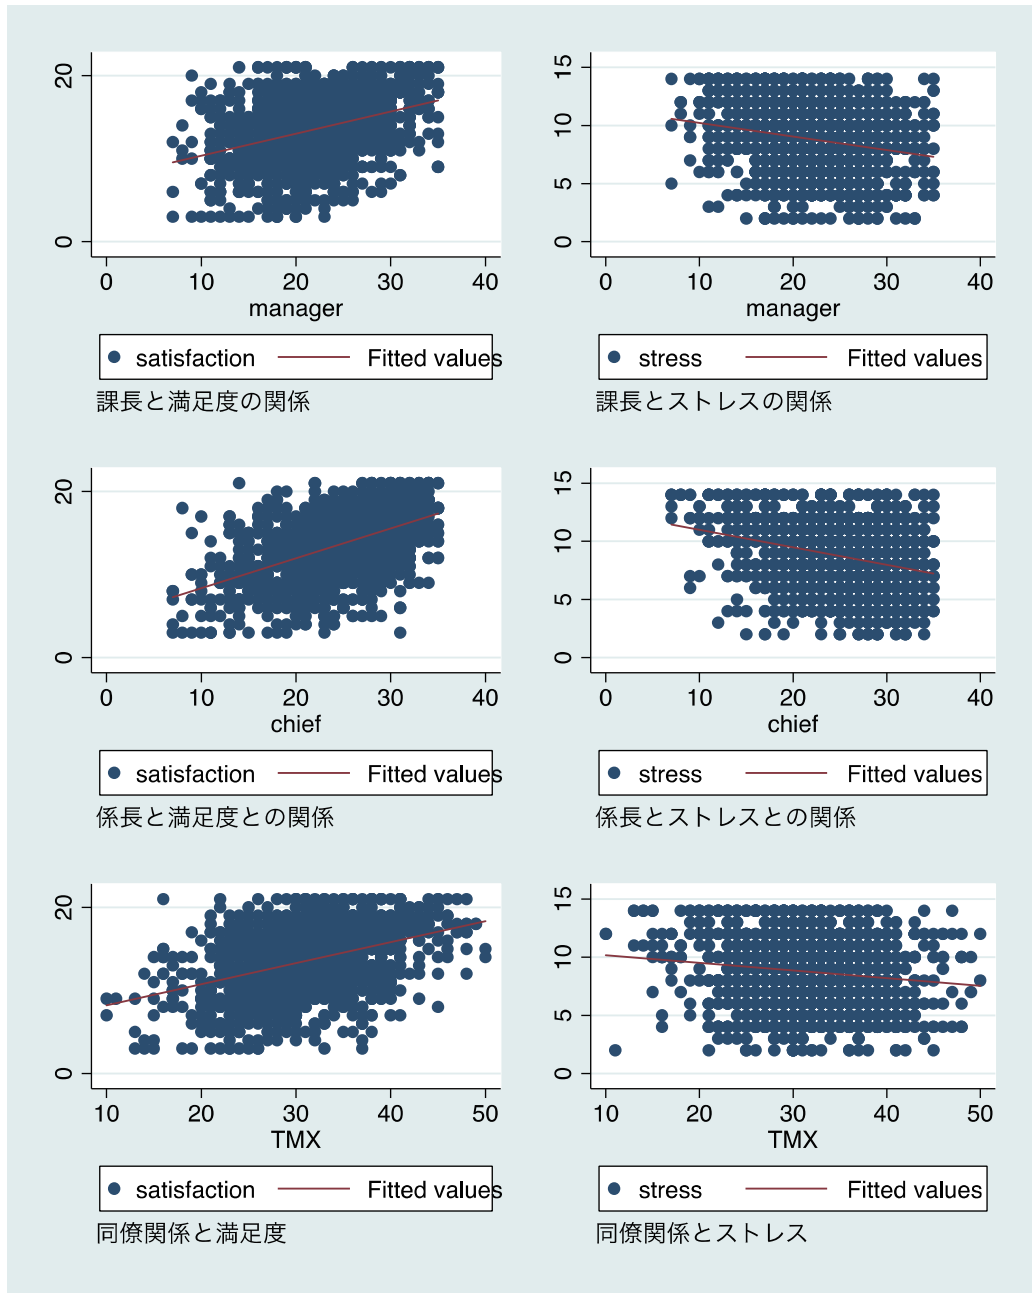 20
0
0 10 20 30 40
manager
satisfaction Fitted values
課長と満足度の関係
15
10
5
0
0 10 20 30 40
manager
stress Fitted values
課長とストレスの関係
20
0
0 10 20 30 40
chief
satisfaction Fitted values
係長と満足度との関係
15
10
5
0
0 10 20 30 40
chief
stress Fitted values
係長とストレスとの関係
20
0
10 20 30 40 50
TMX
satisfaction Fitted values
同僚関係と満足度
15
10
5
0
10 20 30 40 50
TMX
stress Fitted values
同僚関係とストレス